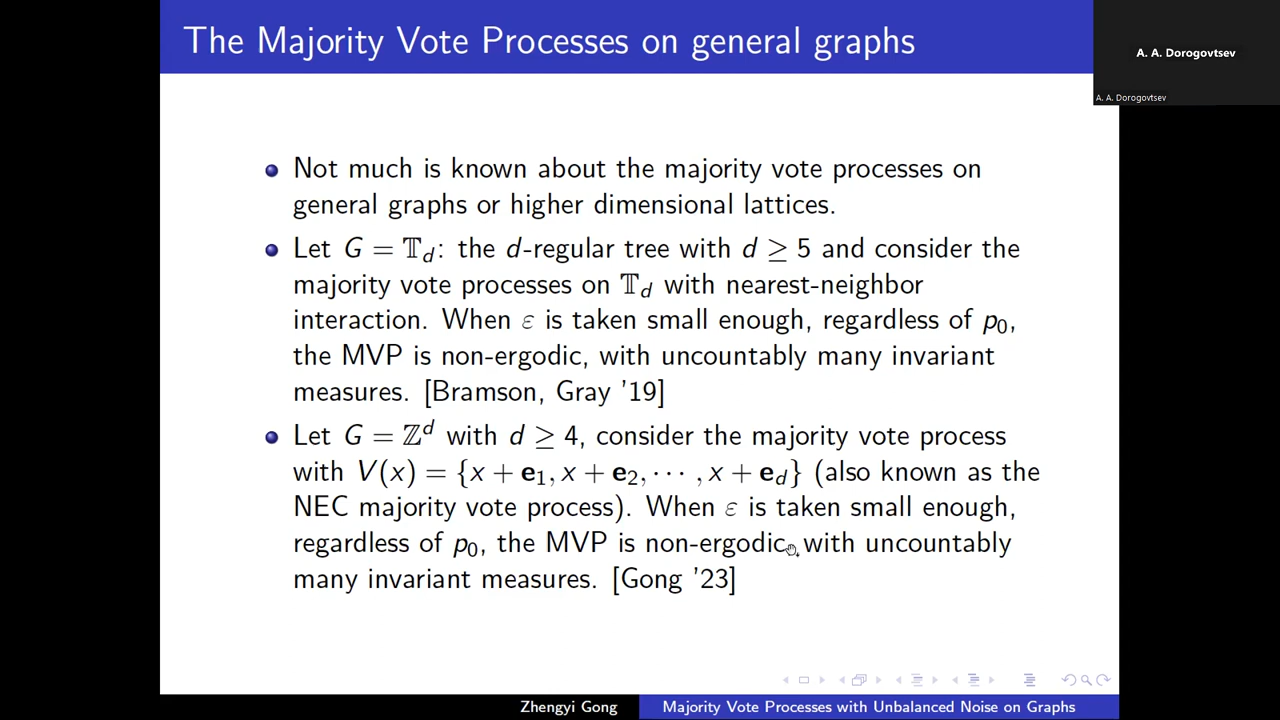 The Majority Vote Processes on general graphs
A. A. Dorogovtsev
A. A. Dorogovtsev
Not much is known about the majority vote processes on
general graphs or higher dimensional lattices.
Let G = 𝕋_d: the d-regular tree with d ≥ 5 and consider the
majority vote processes on 𝕋_d with nearest-neighbor
interaction. When ε is taken small enough, regardless of p₀,
the MVP is non-ergodic, with uncountably many invariant
measures. [Bramson, Gray '19]
Let G = ℤ^d with d ≥ 4, consider the majority vote process
with V(x) = {x + e₁, x + e₂, ⋯ , x + e_d} (also known as the
NEC majority vote process). When ε is taken small enough,
regardless of p₀, the MVP is non-ergodic, with uncountably
many invariant measures. [Gong '23]
Zhengyi Gong
Majority Vote Processes with Unbalanced Noise on Graphs